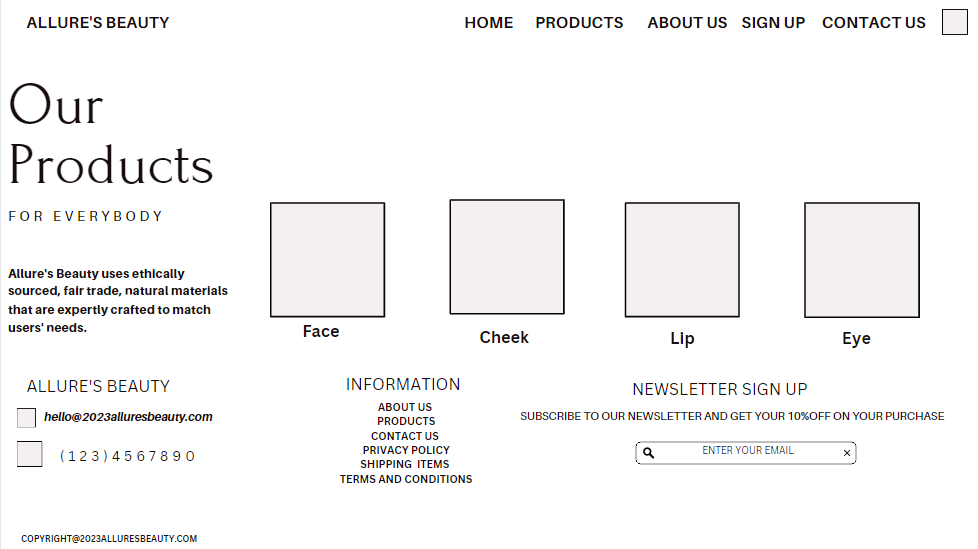 ALLURE'S BEAUTY
HOME PRODUCTS ABOUT US SIGN UP CONTACT US
Our
Products
FOR EVERYBODY
Allure's Beauty uses ethically
sourced, fair trade, natural materials
that are expertly crafted to match
users' needs.
Face
Cheek
Lip
Eye
ALLURE'S BEAUTY
hello@2023alluresbeauty.com
(123)4567890
INFORMATION
ABOUT US
PRODUCTS
CONTACT US
PRIVACY POLICY
SHIPPING ITEMS
TERMS AND CONDITIONS
NEWSLETTER SIGN UP
SUBSCRIBE TO OUR NEWSLETTER AND GET YOUR 10%OFF ON YOUR PURCHASE
ENTER YOUR EMAIL
COPYRIGHT@2023ALLURESBEAUTY.COM